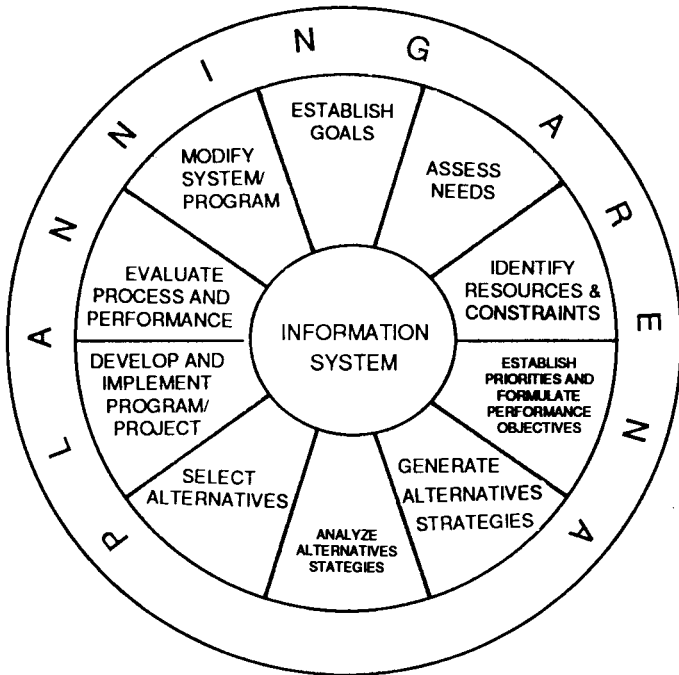 PLANNING ARENA
ESTABLISH
GOALS
ASSESS
NEEDS
IDENTIFY
RESOURCES &
CONSTRAINTS
ESTABLISH
PRIORITIES AND
FORMULATE
PERFORMANCE
OBJECTIVES
GENERATE
ALTERNATIVES
STRATEGIES
ANALYZE
ALTERNATIVES
STATEGIES
SELECT
ALTERNATIVES
DEVELOP AND
IMPLEMENT
PROGRAM/
PROJECT
EVALUATE
PROCESS AND
PERFORMANCE
MODIFY
SYSTEM/
PROGRAM
INFORMATION
SYSTEM